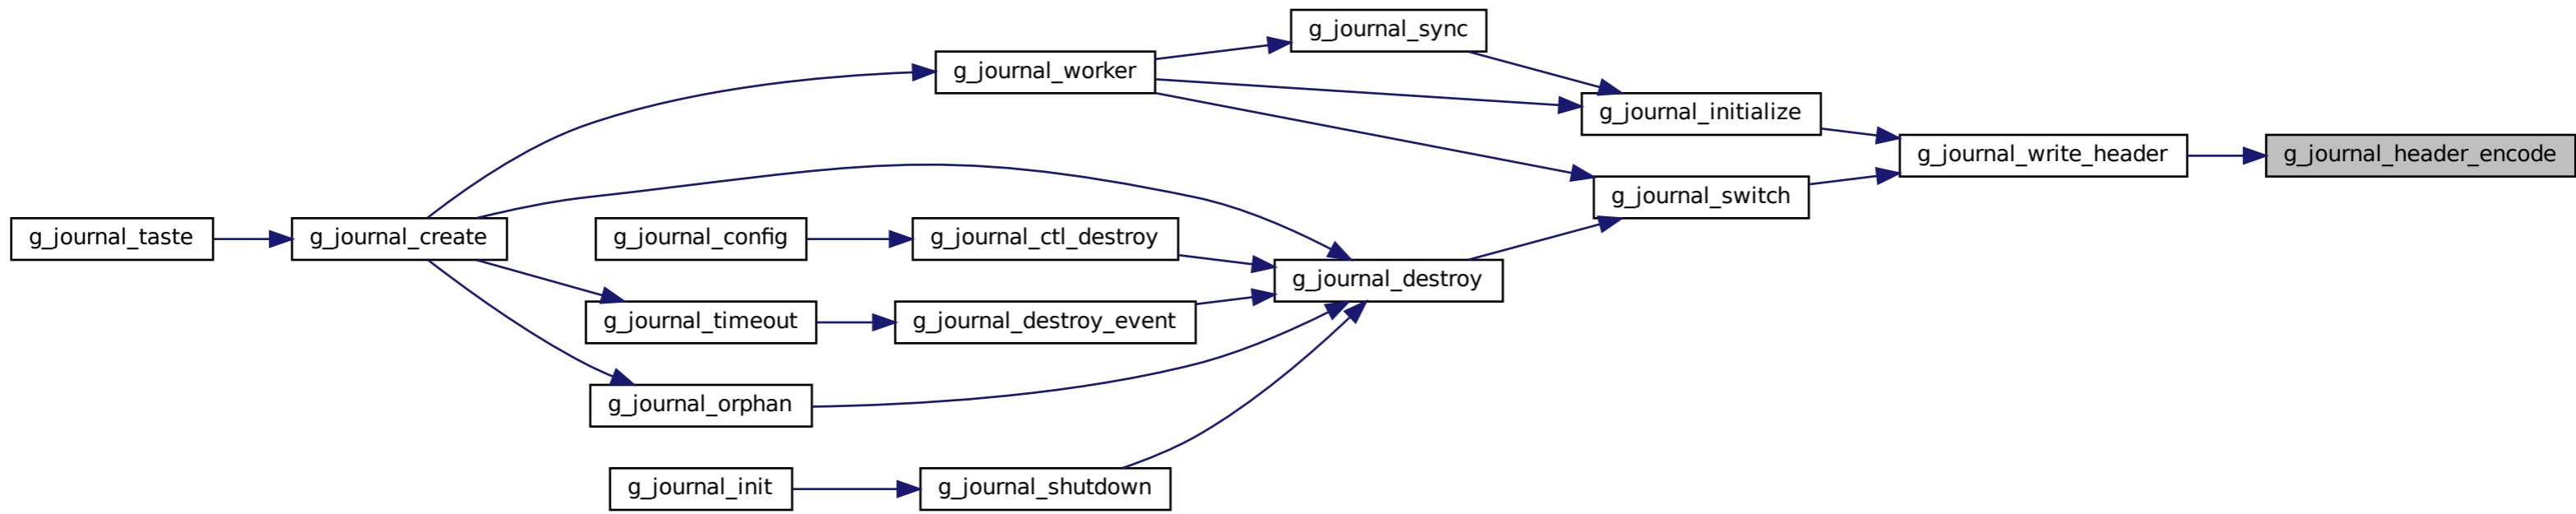 g_journal_sync
g_journal_worker
g_journal_initialize
g_journal_write_header
g_journal_header_encode
g_journal_switch
g_journal_taste
g_journal_create
g_journal_config
g_journal_ctl_destroy
g_journal_destroy
g_journal_timeout
g_journal_destroy_event
g_journal_orphan
g_journal_init
g_journal_shutdown